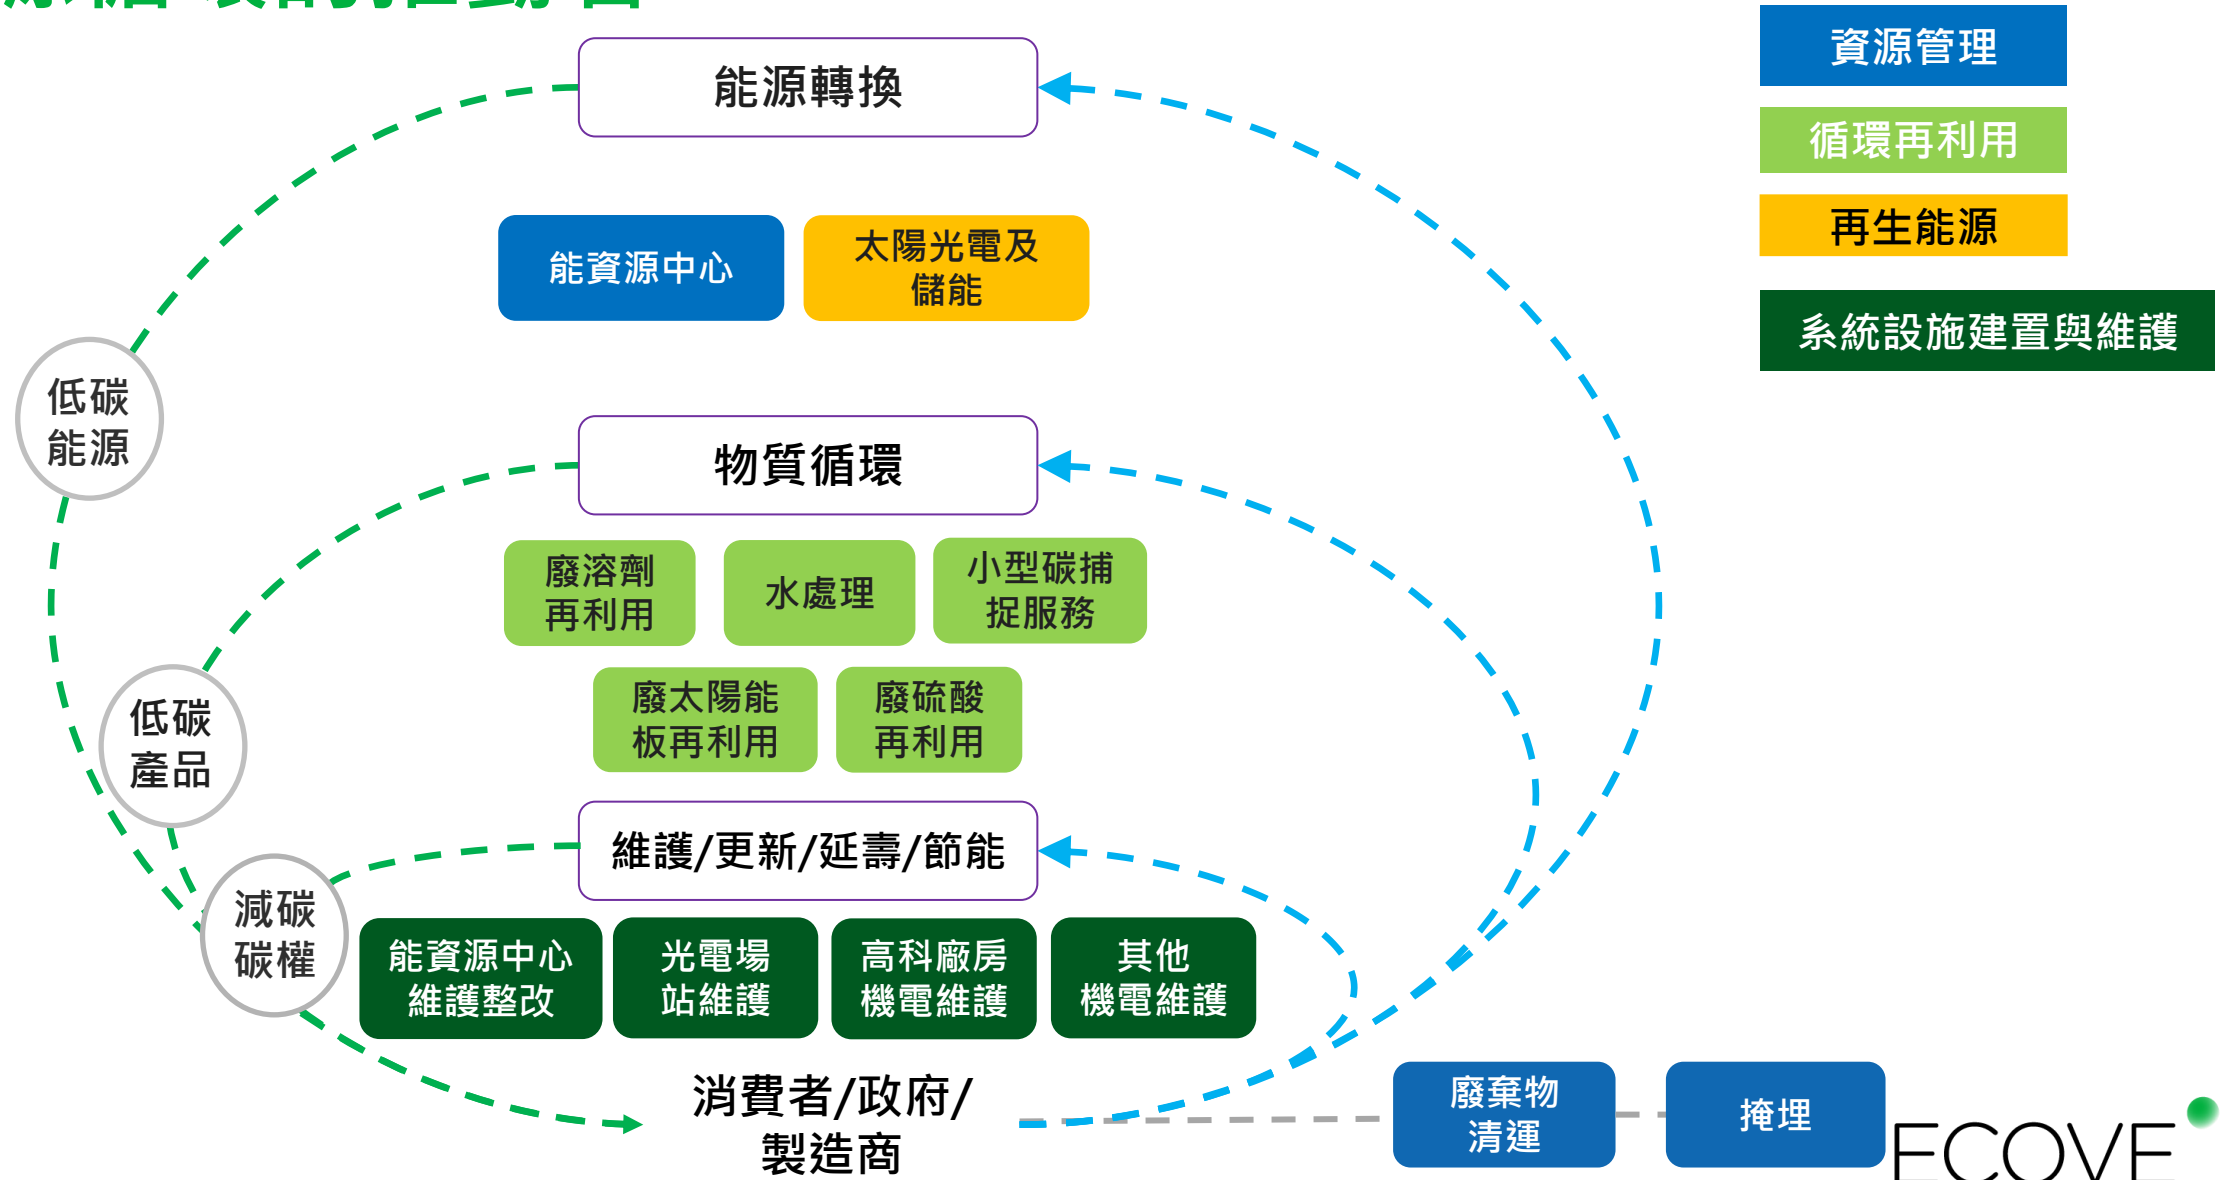 能源轉換
資源管理
循環再利用
再生能源
系統設施建置與維護
能資源中心
太陽光電及
儲能
低碳
能源
物質循環
廢溶劑
再利用
水處理
小型碳捕
捉服務
廢太陽能
板再利用
廢硫酸
再利用
低碳
產品
維護/更新/延壽/節能
減碳
碳權
能資源中心
維護整改
光電場
站維護
高科廠房
機電維護
其他
機電維護
消費者/政府/
製造商
廢棄物
清運
掩埋
ECOVE